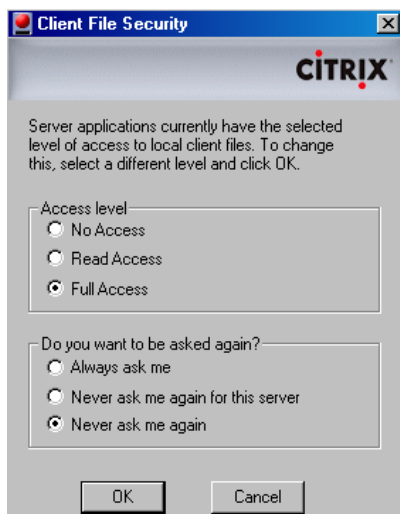 Client File Security
CİTRIX
Server applications currently have the selected
level of access to local client files. To change
this, select a different level and click OK.
Access level
No Access
Read Access
Full Access
Do you want to be asked again?
Always ask me
Never ask me again for this server
Never ask me again
OK
Cancel